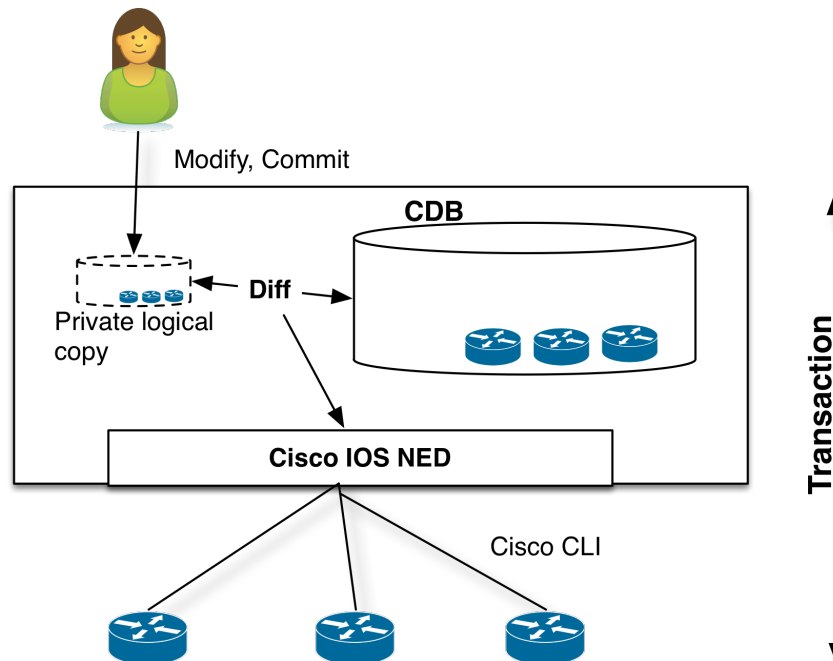 Modify, Commit
CDB
Diff
Private logical
copy
Cisco IOS NED
Cisco CLI
Transaction